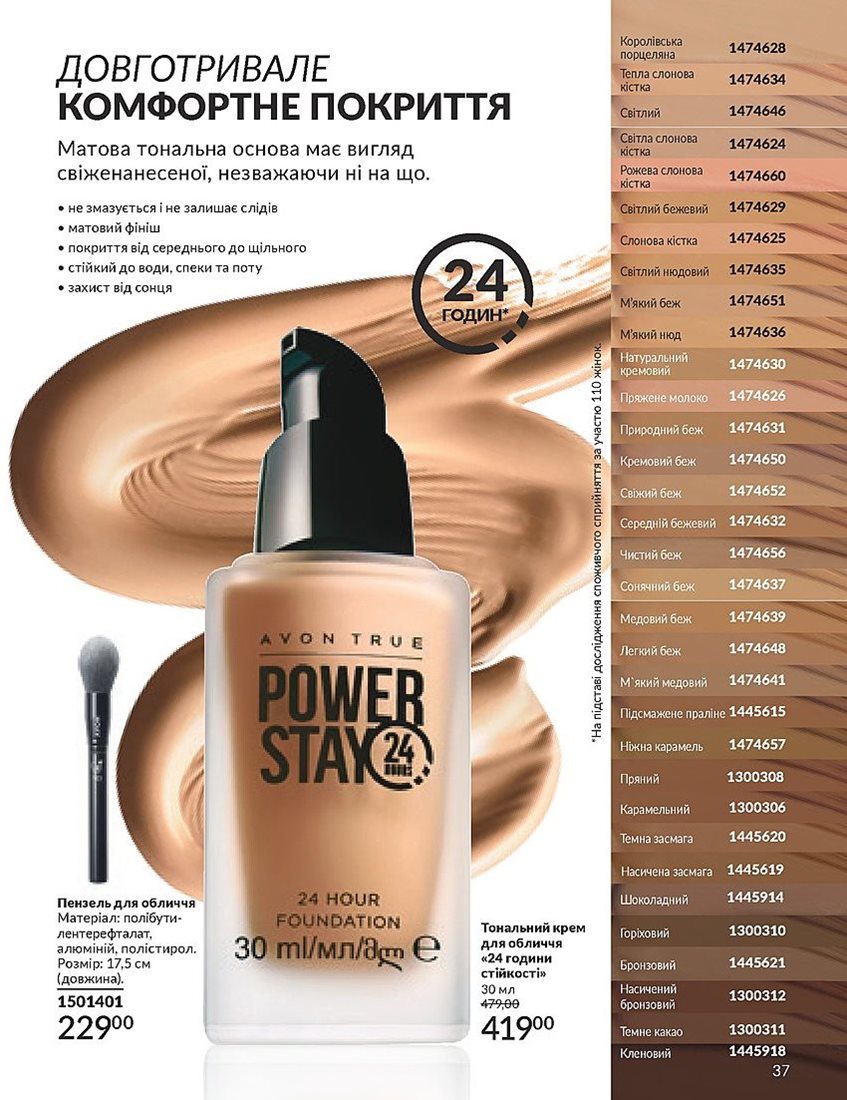 ДОВГОТРИВАЛЕ
КОМФОРТНЕ ПОКРИТТЯ
Матова тональна основа має вигляд
свіженанесеної, незважаючи ні на що.
• не змазується і не залишає слідів
• матовий фініш
• покриття від середнього до щільного
• стійкий до води, спеки та поту
• захист від сонця
24
ГОДИН*
*На підставі дослідження споживчого сприйняття за участю 110 жінок.
AVON TRUE
POWER
STAY
24
HOURS
24 HOUR
FOUNDATION
30 ml/мл/მლ e
AVON
Пензель для обличчя
Матеріал: полібути-
лентерефталат,
алюміній, полістирол.
Розмір: 17,5 см
(довжина).
1501401
22900
Тональний крем
для обличчя
«24 години
стійкості»
30 мл
479,00
41900
Королівська
порцеляна 1474628
Тепла слонова
кістка 1474634
Світлий 1474646
Світла слонова
кістка 1474624
Рожева слонова
кістка 1474660
Світлий бежевий 1474629
Слонова кістка 1474625
Світлий нюдовий 1474635
М'який беж 1474651
М'який нюд 1474636
Натуральний
кремовий 1474630
Пряжене молоко 1474626
Природний беж 1474631
Кремовий беж 1474650
Свіжий беж 1474652
Середній бежевий 1474632
Чистий беж 1474656
Сонячний беж 1474637
Медовий беж 1474639
Легкий беж 1474648
М`який медовий 1474641
Підсмажене праліне 1445615
Ніжна карамель 1474657
Пряний 1300308
Карамельний 1300306
Темна засмага 1445620
Насичена засмага 1445619
Шоколадний 1445914
Горіховий 1300310
Бронзовий 1445621
Насичений
бронзовий 1300312
Темне какао 1300311
Кленовий 1445918
37